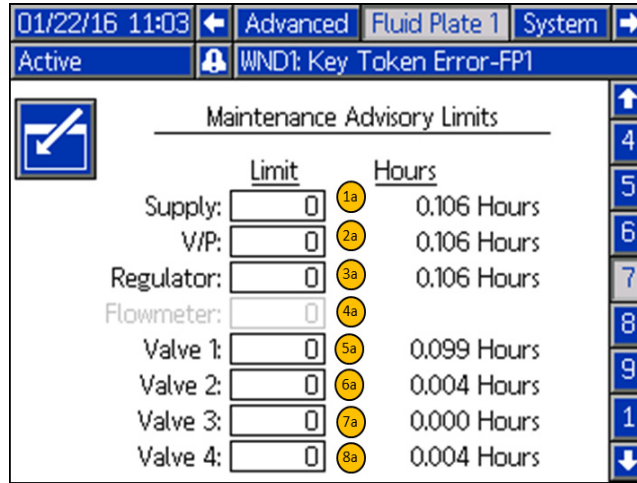 01/22/16 11:03 Advanced Fluid Plate 1 System
Active WND1: Key Token Error-FP1
Maintenance Advisory Limits
Limit Hours
Supply: 0 1a 0.106 Hours
V/P: 0 2a 0.106 Hours
Regulator: 0 3a 0.106 Hours
Flowmeter: 0 4a
Valve 1: 0 5a 0.099 Hours
Valve 2: 0 6a 0.004 Hours
Valve 3: 0 7a 0.000 Hours
Valve 4: 0 8a 0.004 Hours
4
5
6
7
8
9
1